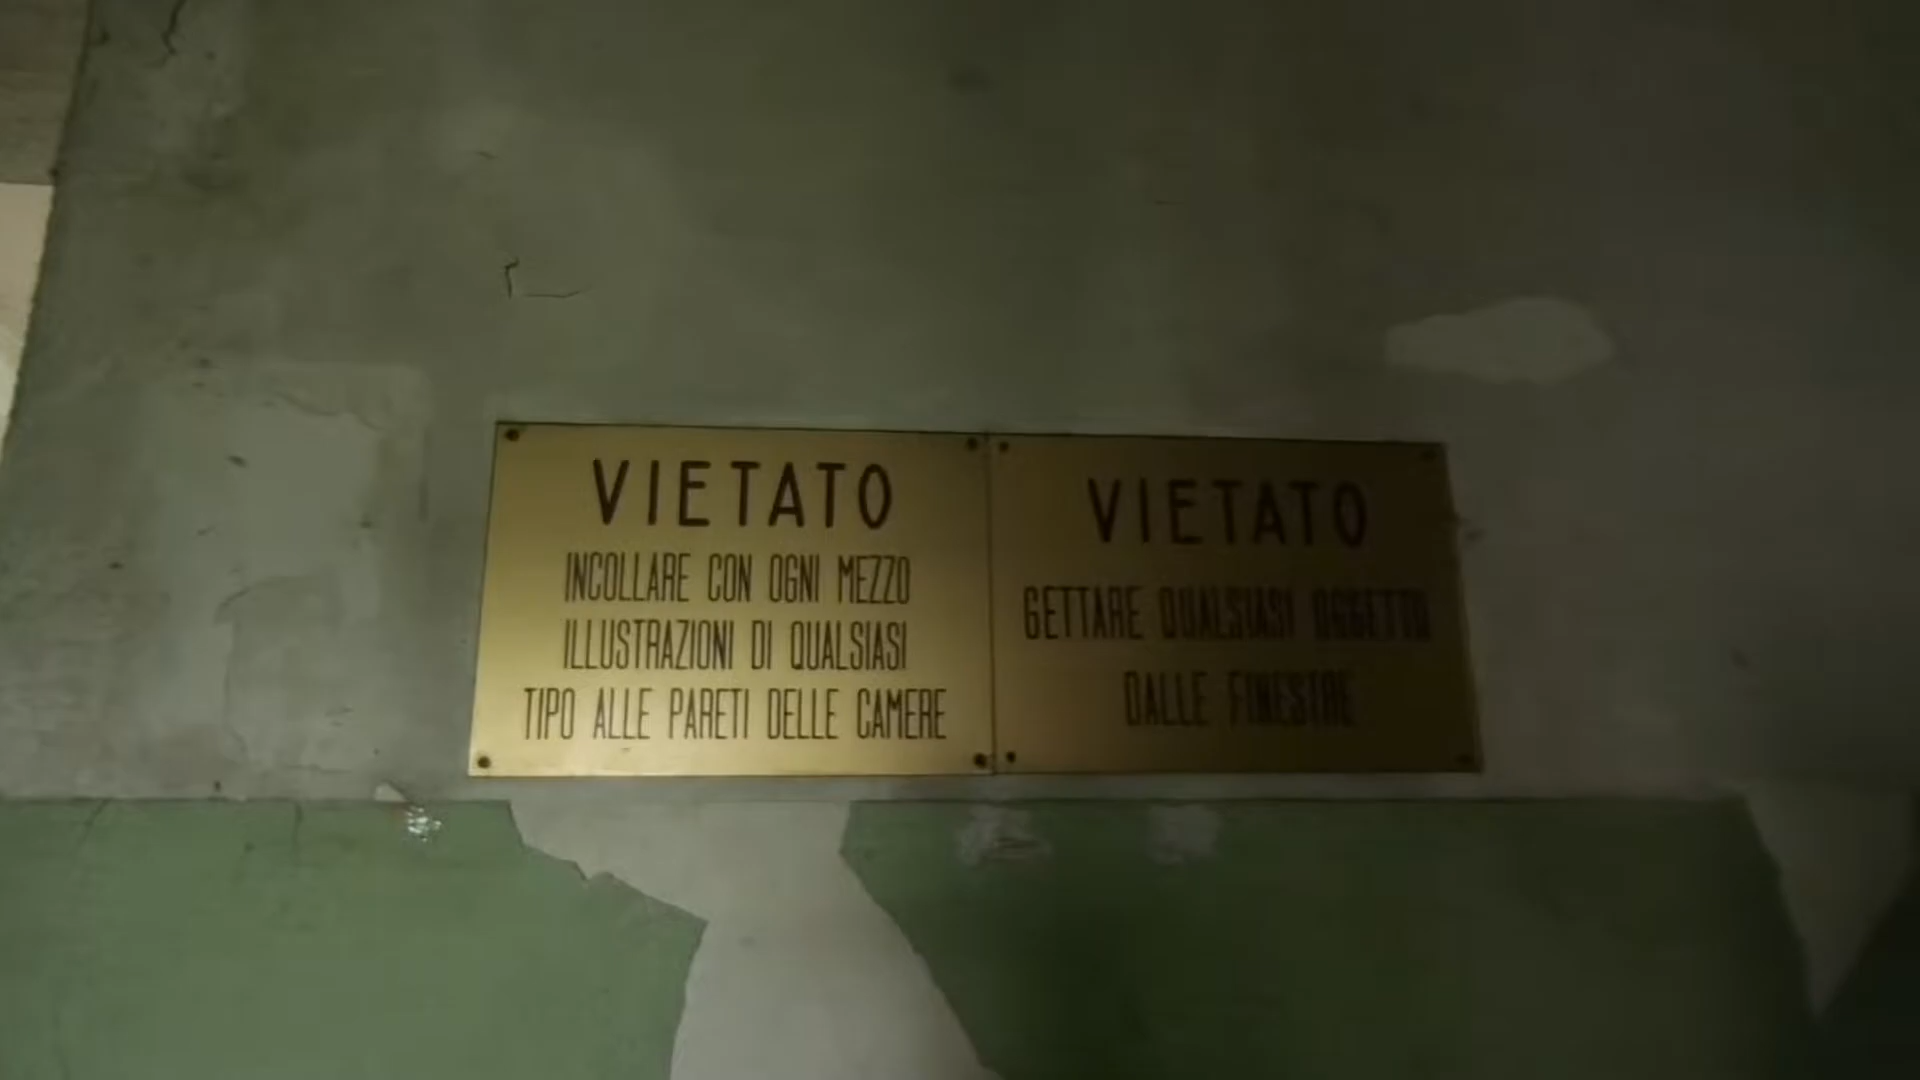 VIETATO
INCOLLARE CON OGNI MEZZO
ILLUSTRAZIONI DI QUALSIASI
TIPO ALLE PARETI DELLE CAMERE
VIETATO
GETTARE QUALSIASI OGGETTO
DALLE FINESTRE